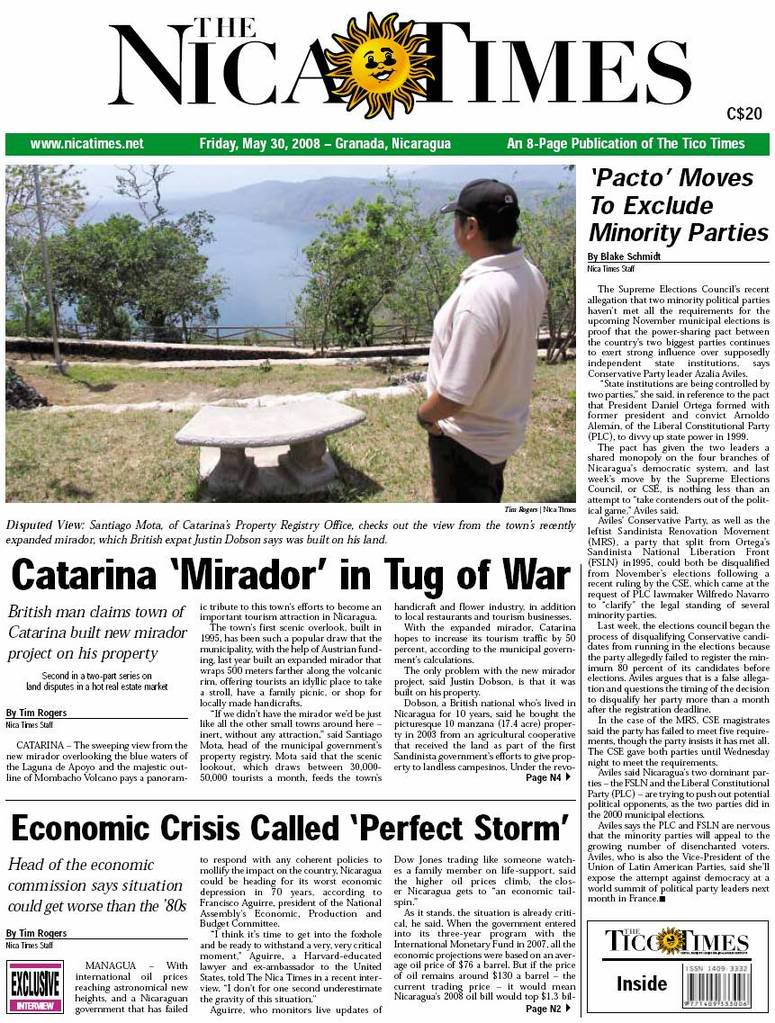 THE
NICA TIMES
C$20
www.nicatimes.net Friday, May 30, 2008 – Granada, Nicaragua An 8-Page Publication of The Tico Times
Tim Rogers | Nica Times
Disputed View: Santiago Mota, of Catarina's Property Registry Office, checks out the view from the town's recently
expanded mirador, which British expat Justin Dobson says was built on his land.
Catarina ‘Mirador’ in Tug of War
British man claims town of
Catarina built new mirador
project on his property
Second in a two-part series on
land disputes in a hot real estate market
By Tim Rogers
Nica Times Staff
CATARINA – The sweeping view from the
new mirador overlooking the blue waters of
the Laguna de Apoyo and the majestic out-
line of Mombacho Volcano pays a panoram-
ic tribute to this town's efforts to become an
important tourism attraction in Nicaragua.
The town's first scenic overlook, built in
1995, has been such a popular draw that the
municipality, with the help of Austrian fund-
ing, last year built an expanded mirador that
wraps 500 meters farther along the volcanic
rim, offering tourists an idyllic place to take
a stroll, have a family picnic, or shop for
locally made handicrafts.
“If we didn't have the mirador we'd be just
like all the other small towns around here –
inert, without any attraction,” said Santiago
Mota, head of the municipal government's
property registry. Mota said that the scenic
lookout, which draws between 30,000-
50,000 tourists a month, feeds the town's
handicraft and flower industry, in addition
to local restaurants and tourism businesses.
With the expanded mirador, Catarina
hopes to increase its tourism traffic by 50
percent, according to the municipal govern-
ment's calculations.
The only problem with the new mirador
project, said Justin Dobson, is that it was
built on his property.
Dobson, a British national who's lived in
Nicaragua for 10 years, said he bought the
picturesque 10 manzana (17.4 acre) proper-
ty in 2003 from an agricultural cooperative
that received the land as part of the first
Sandinista government's efforts to give prop-
erty to landless campesinos. Under the revo-
Page N4
Economic Crisis Called ‘Perfect Storm’
Head of the economic
commission says situation
could get worse than the ’80s
By Tim Rogers
Nica Times Staff
EXCLUSIVE
INTERVIEW
MANAGUA – With
international oil prices
reaching astronomical new
heights, and a Nicaraguan
government that has failed
to respond with any coherent policies to
mollify the impact on the country, Nicaragua
could be heading for its worst economic
depression in 70 years, according to
Francisco Aguirre, president of the National
Assembly's Economic, Production and
Budget Committee.
“I think it's time to get into the foxhole
and be ready to withstand a very, very critical
moment,” Aguirre, a Harvard-educated
lawyer and ex-ambassador to the United
States, told The Nica Times in a recent inter-
view. “I don't for one second underestimate
the gravity of this situation.”
Aguirre, who monitors live updates of
Dow Jones trading like someone watch-
es a family member on life-support, said
the higher oil prices climb, the clos-
er Nicaragua gets to “an economic tail-
spin.”
As it stands, the situation is already criti-
cal, he said. When the government entered
into its three-year program with the
International Monetary Fund in 2007, all the
economic projections were based on an aver-
age oil price of $76 a barrel. But if the price
of oil remains around $130 a barrel – the
current trading price – it would mean
Nicaragua's 2008 oil bill would top $1.3 bil-
Page N2
‘Pacto’ Moves
To Exclude
Minority Parties
By Blake Schmidt
Nica Times Staff
The Supreme Elections Council's recent
allegation that two minority political parties
haven't met all the requirements for the
upcoming November municipal elections is
proof that the power-sharing pact between
the country's two biggest parties continues
to exert strong influence over supposedly
independent state institutions, says
Conservative Party leader Azalia Aviles.
“State institutions are being controlled by
two parties,” she said, in reference to the pact
that President Daniel Ortega formed with
former president and convict Arnoldo
Alemán, of the Liberal Constitutional Party
(PLC), to divvy up state power in 1999.
The pact has given the two leaders a
shared monopoly on the four branches of
Nicaragua's democratic system, and last
week's move by the Supreme Elections
Council, or CSE, is nothing less than an
attempt to “take contenders out of the polit-
ical game,” Aviles said.
Aviles' Conservative Party, as well as the
leftist Sandinista Renovation Movement
(MRS), a party that split from Ortega's
Sandinista National Liberation Front
(FSLN) in1995, could both be disqualified
from November's elections following a
recent ruling by the CSE, which came at the
request of PLC lawmaker Wilfredo Navarro
to “clarify” the legal standing of several
minority parties.
Last week, the elections council began the
process of disqualifying Conservative candi-
dates from running in the elections because
the party allegedly failed to register the min-
imum 80 percent of its candidates before
elections. Aviles argues that is a false allega-
tion and questions the timing of the decision
to disqualify her party more than a month
after the registration deadline.
In the case of the MRS, CSE magistrates
said the party has failed to meet five require-
ments, though the party insists it has met all.
The CSE gave both parties until Wednesday
night to meet the requirements.
Aviles said Nicaragua's two dominant par-
ties – the FSLN and the Liberal Constitutional
Party (PLC) – are trying to push out potential
political opponents, as the two parties did in
the 2000 municipal elections.
Aviles says the PLC and FSLN are nervous
that the minority parties will appeal to the
growing number of disenchanted voters.
Aviles, who is also the Vice-President of the
Union of Latin American Parties, said she'll
expose the attempt against democracy at a
world summit of political party leaders next
month in France.
THE
TICO TIMES
Inside
ISSN 1409-3332
9 771409 333006